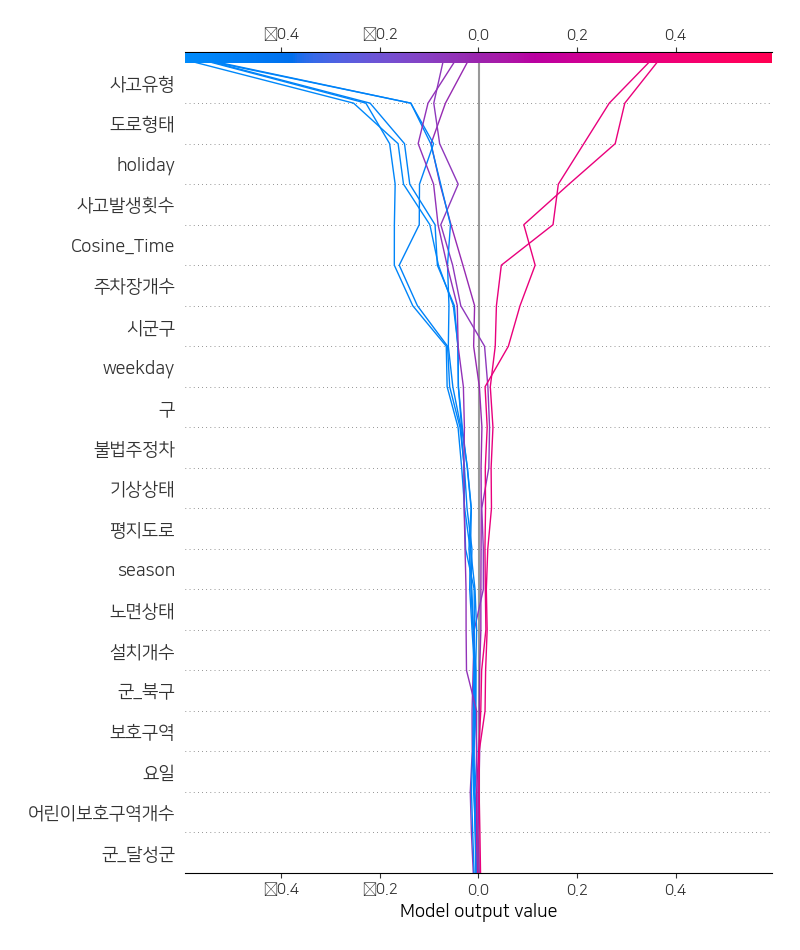 ☒0.4 ☒0.2 0.0 0.2 0.4
사고유형
도로형태
holiday
사고발생횟수
Cosine_Time
주차장개수
시군구
weekday
구
불법주정차
기상상태
평지도로
season
노면상태
설치개수
군_북구
보호구역
요일
어린이보호구역개수
군_달성군
☒0.4 ☒0.2 0.0 0.2 0.4
Model output value